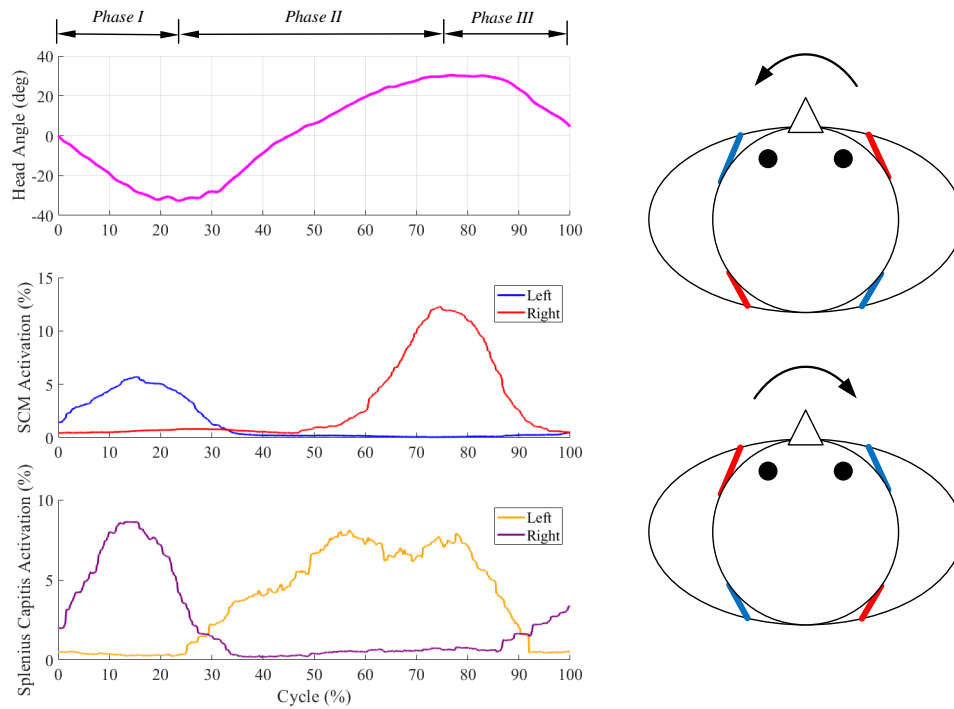 Phase I Phase II Phase III
Head Angle (deg)
40
20
0
-20
-40
0 10 20 30 40 50 60 70 80 90 100
SCM Activation (%)
15
10
5
0
Left
Right
0 10 20 30 40 50 60 70 80 90 100
Splenius Capitis Activation (%)
10
5
0
Left
Right
0 10 20 30 40 50 60 70 80 90 100
Cycle (%)